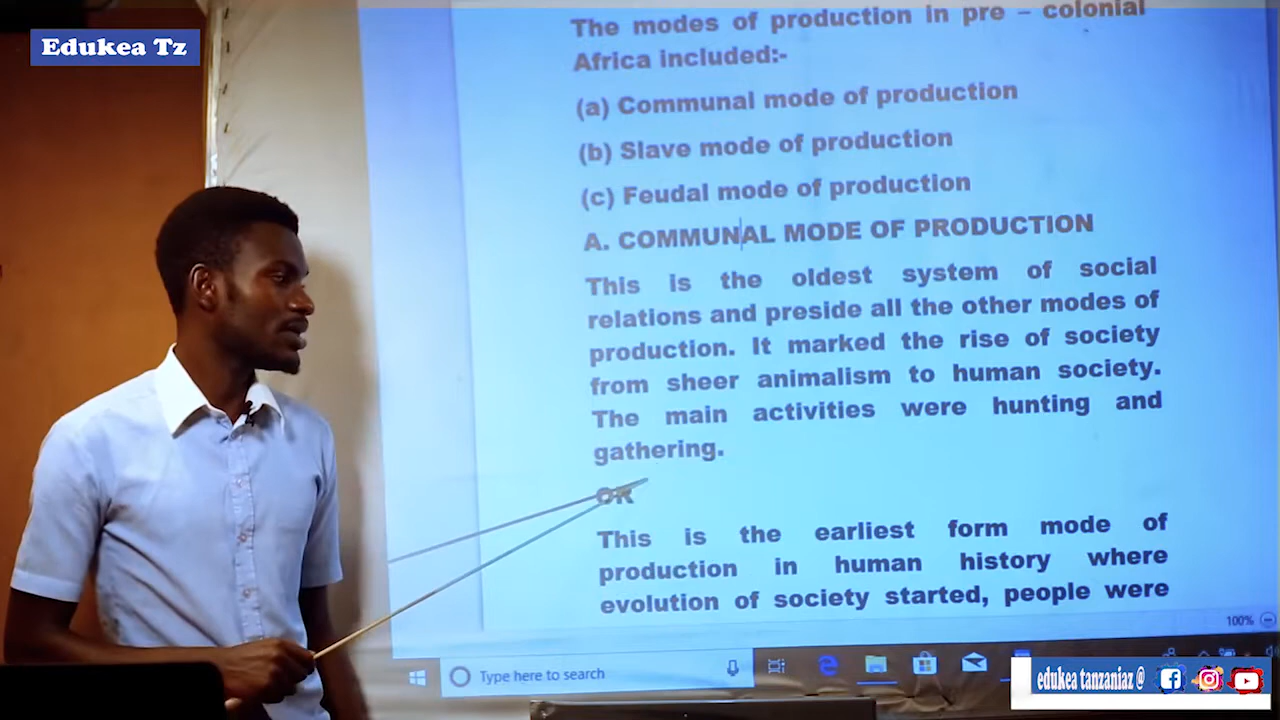 Edukea Tz
The modes of production in pre – colonial
Africa included:-
(a) Communal mode of production
(b) Slave mode of production
(c) Feudal mode of production
A. COMMUNAL MODE OF PRODUCTION
This is the oldest system of social
relations and preside all the other modes of
production. It marked the rise of society
from sheer animalism to human society.
The main activities were hunting and
gathering.
OR
This is the earliest form mode of
production in human history where
evolution of society started, people were
100%
Type here to search
edukea tanzaniaz @